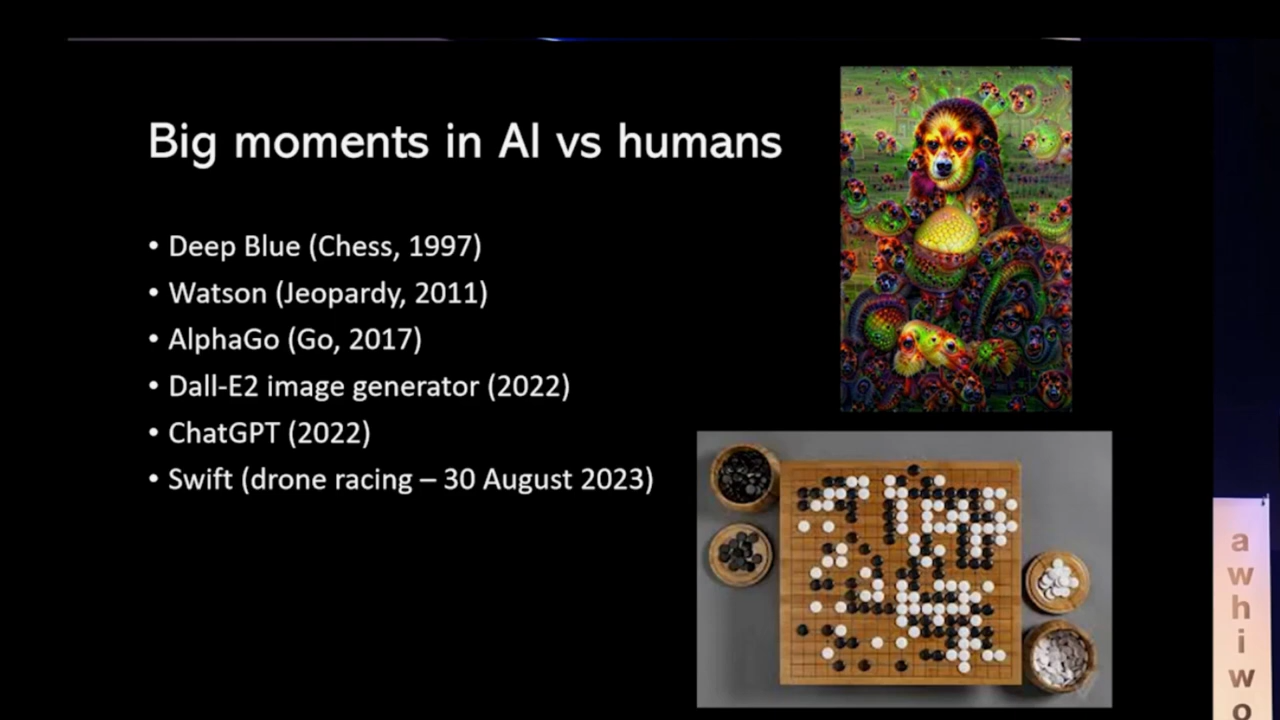 Big moments in AI vs humans
• Deep Blue (Chess, 1997)
• Watson (Jeopardy, 2011)
• AlphaGo (Go, 2017)
• Dall-E2 image generator (2022)
• ChatGPT (2022)
• Swift (drone racing – 30 August 2023)
a
w
h
i
w
o